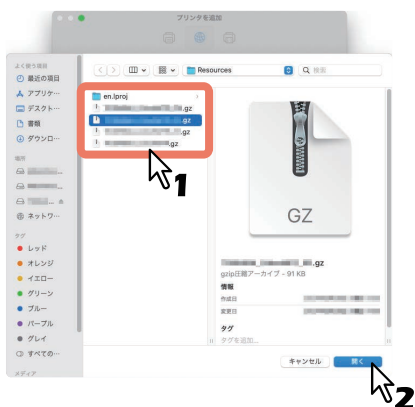 プリンタを追加
よく使う項目
最近の項目
アプリケ…
デスクトッ…
書類
ダウンロ…
場所
ネットワ…
タグ
レッド
オレンジ
イエロー
グリーン
ブルー
パープル
グレイ
すべての…
メディア
Resources
検索
en.lproj
.gz
.gz
.gz
.gz
1
GZ
.gz
gzip圧縮アーカイブ - 91 KB
情報
作成日
変更日
タグ
タグを追加...
キャンセル
開く
2